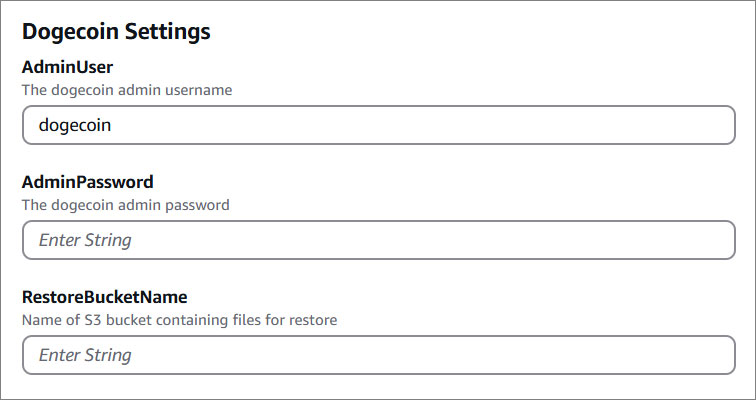 Dogecoin Settings
AdminUser
The dogecoin admin username
dogecoin
AdminPassword
The dogecoin admin password
Enter String
RestoreBucketName
Name of S3 bucket containing files for restore
Enter String